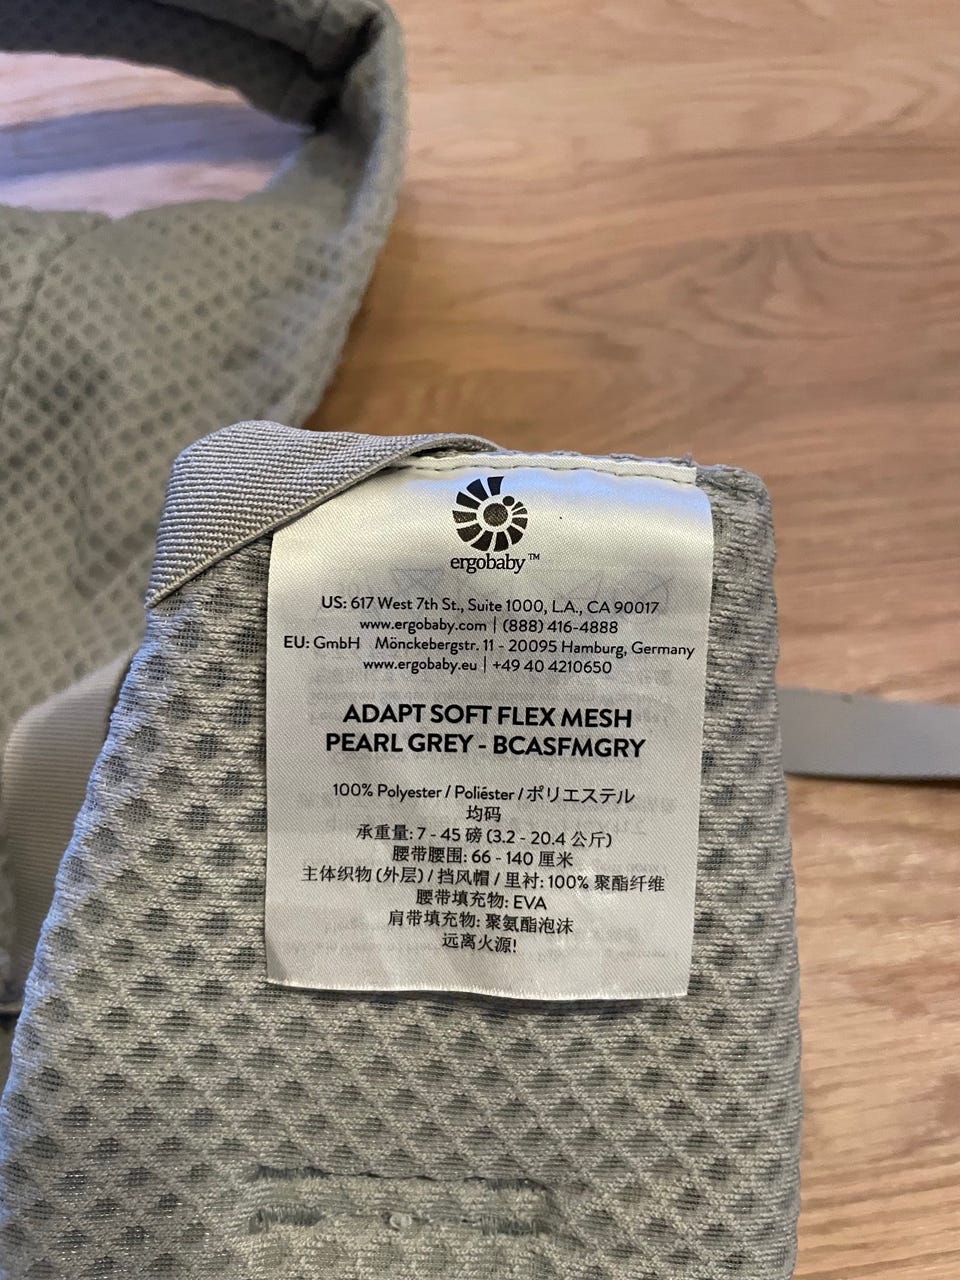 ergobaby™
US: 617 West 7th St., Suite 1000, L.A., CA 90017
www.ergobaby.com | (888) 416-4888
EU: GmbH Mönckebergstr. 11 - 20095 Hamburg, Germany
www.ergobaby.eu | +49 40 4210650
ADAPT SOFT FLEX MESH
PEARL GREY - BCASFMGRY
100% Polyester / Poliéster / ポリエステル
均码
承重量: 7 - 45 磅 (3.2 - 20.4 公斤)
腰带腰围: 66 - 140 厘米
主体织物 (外层) / 挡风帽 / 里衬: 100% 聚酯纤维
腰带填充物: EVA
肩带填充物: 聚氨酯泡沫
远离火源!